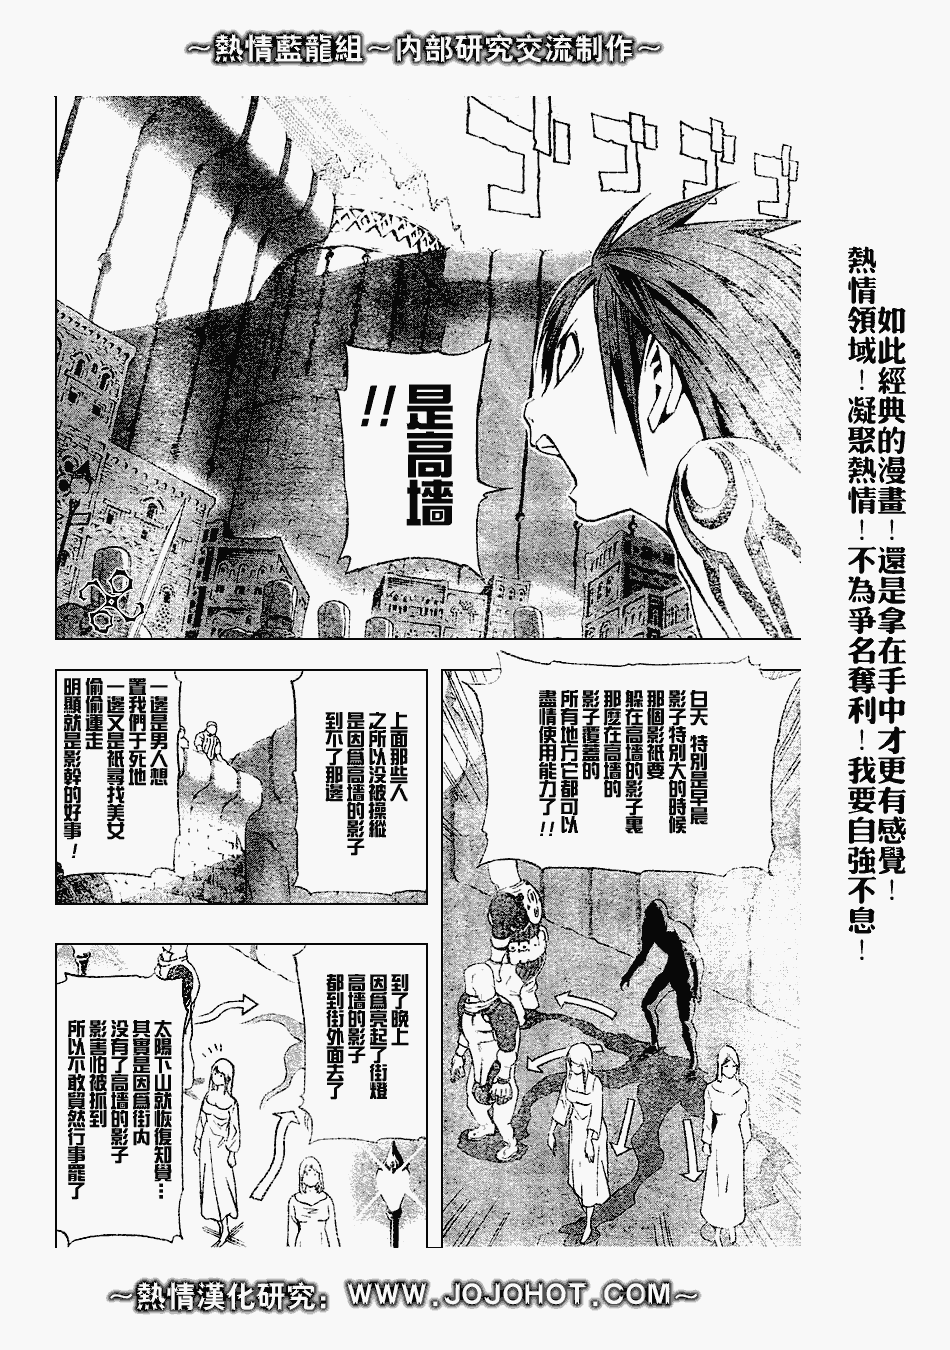 ～熱情藍龍組～內部研究交流制作～
ゴゴゴゴ
是高墻
!!
如此經典的漫畫！還是拿在手中才更有感覺！
熱情領域！凝聚熱情！不為爭名奪利！我要自強不息！
白天 特別是早晨
影子特別大的時候
那個影祇要
躲在高墻的影子裏
那麼在高墻的
影子覆蓋的
所有地方它都可以
盡情使用能力了!!
上面那些人
之所以没被操縱
是因爲高墻的影子
到不了那邊
一邊是男人想
置我們于死地
一邊又是祇尋找美女
偷偷運走
明顯就是影幹的好事！
到了晚上
因爲亮起了街燈
高墻的影子
都到街外面去了
太陽下山就恢復知覺…
其實是因爲街内
没有了高墻的影子
影害怕被抓到
所以不敢貿然行事罷了
～熱情漢化研究：WWW.JOJOHOT.COM～